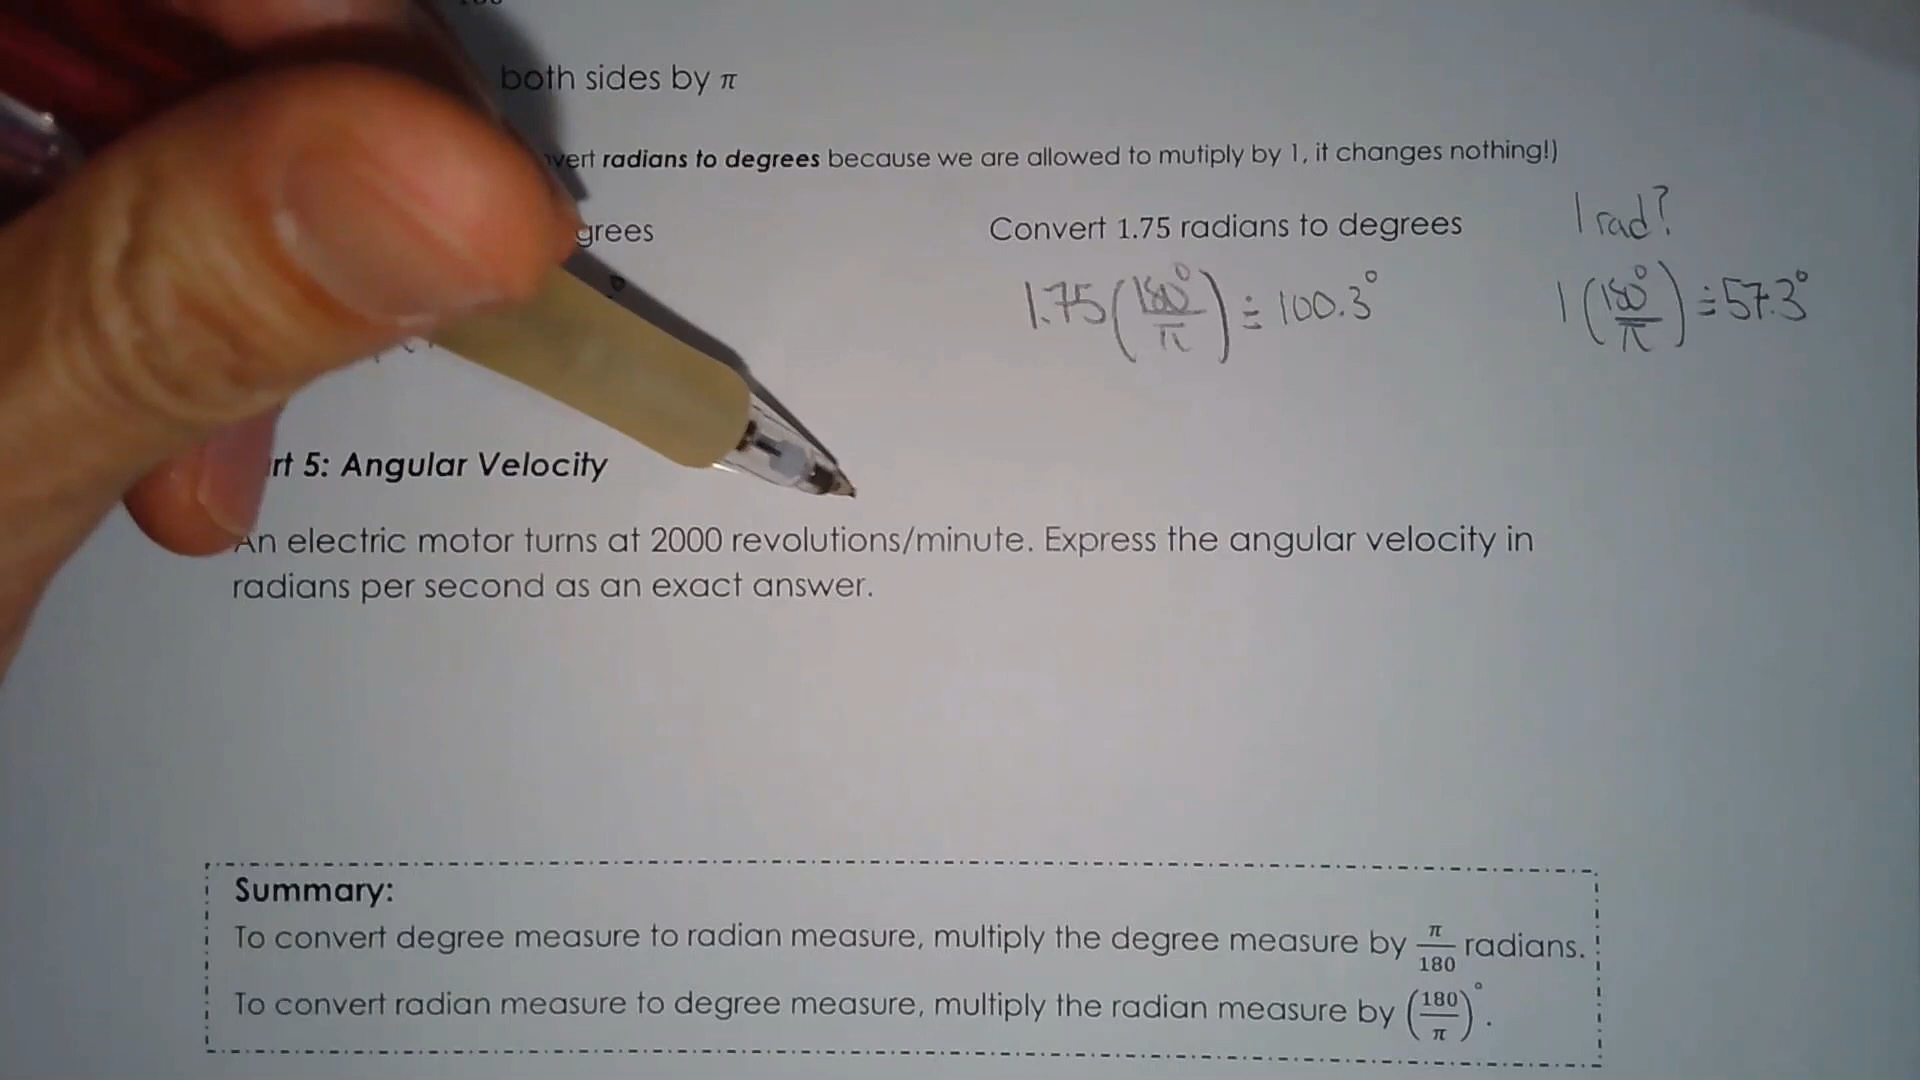 both sides by π
radians to degrees because we are allowed to mutiply by 1, it changes nothing!)
Convert 1.75 radians to degrees
1 rad?
1.75(180°/π) ≐ 100.3°
1(180°/π) ≐ 57.3°
5: Angular Velocity
An electric motor turns at 2000 revolutions/minute. Express the angular velocity in
radians per second as an exact answer.
Summary:
To convert degree measure to radian measure, multiply the degree measure by π/180 radians.
To convert radian measure to degree measure, multiply the radian measure by (180/π)°.